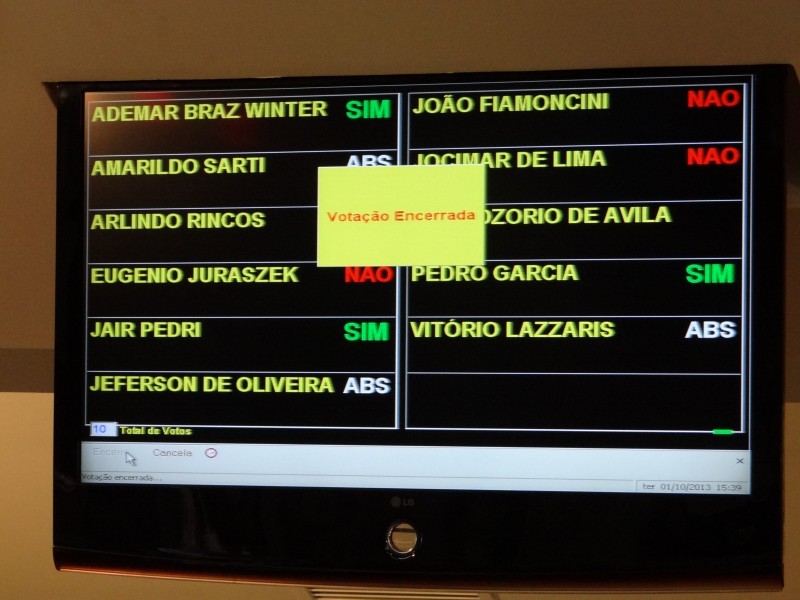 ADEMAR BRAZ WINTER SIM
AMARILDO SARTI ABS
ARLINDO RINCOS
EUGENIO JURASZEK NAO
JAIR PEDRI SIM
JEFERSON DE OLIVEIRA ABS
JOÃO FIAMONCINI NAO
JOCIMAR DE LIMA NAO
OZORIO DE AVILA
PEDRO GARCIA SIM
VITÓRIO LAZZARIS ABS
Votação Encerrada
10 Total de Votos
Cancela
Votação encerrada...
ter 01/10/2013 15:39
LG